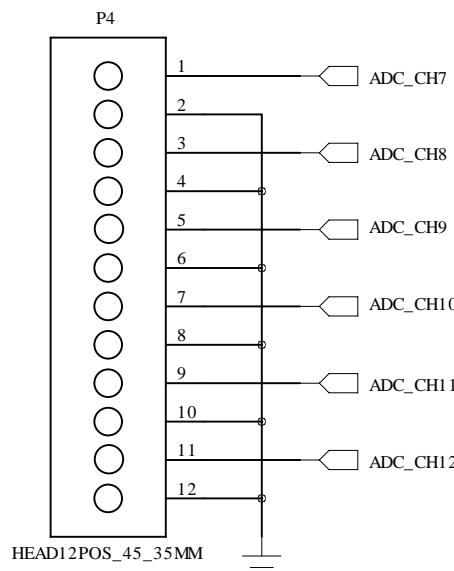 P4
1
ADC_CH7
2
3
ADC_CH8
4
5
ADC_CH9
6
7
ADC_CH10
8
9
ADC_CH11
10
11
ADC_CH12
12
HEAD12POS_45_35MM